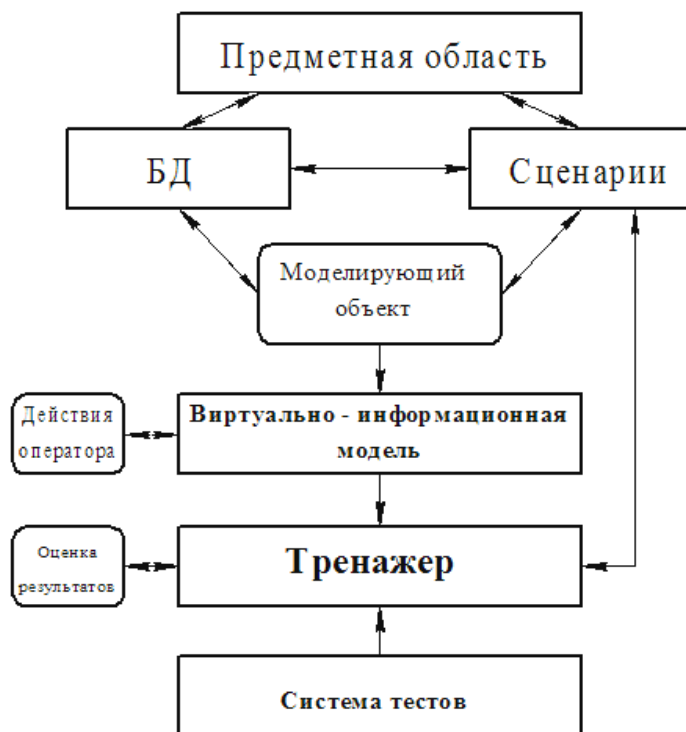 Предметная область
БД
Сценарии
Моделирующий
объект
Действия
оператора
Виртуально - информационная
модель
Оценка
результатов
Тренажер
Система тестов